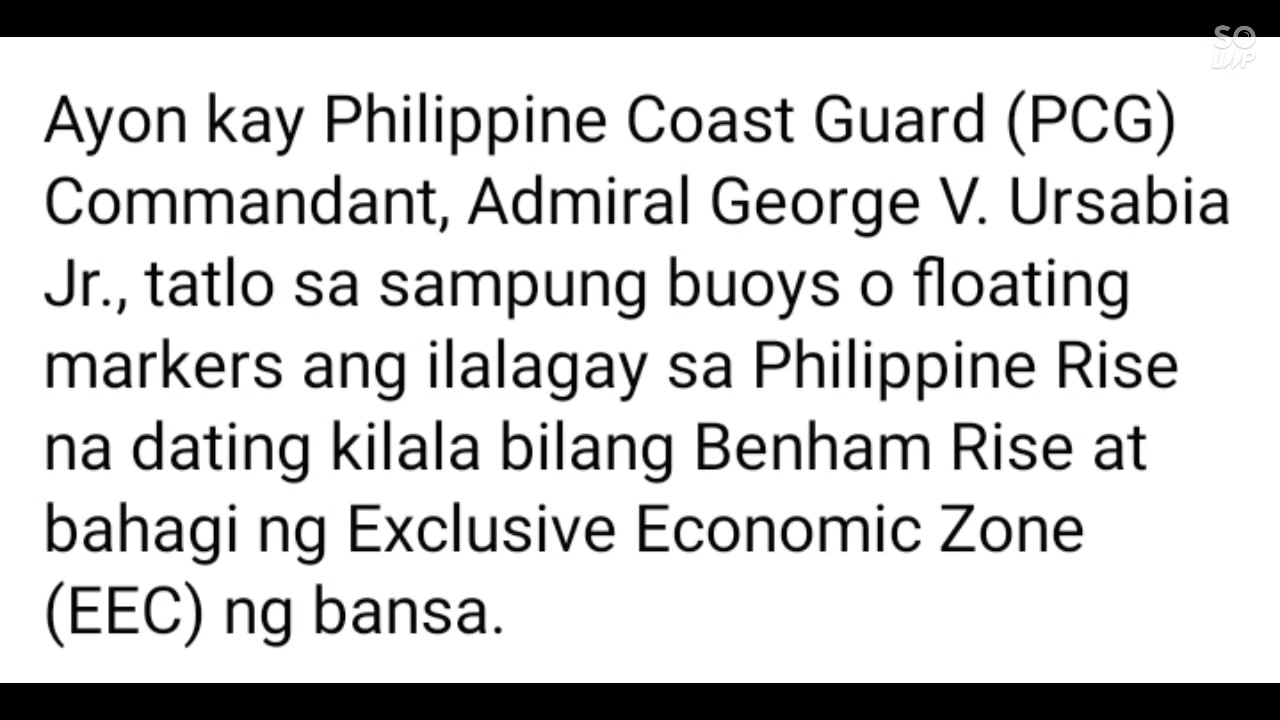 SO
Ayon kay Philippine Coast Guard (PCG)
Commandant, Admiral George V. Ursabia
Jr., tatlo sa sampung buoys o floating
markers ang ilalagay sa Philippine Rise
na dating kilala bilang Benham Rise at
bahagi ng Exclusive Economic Zone
(EEC) ng bansa.